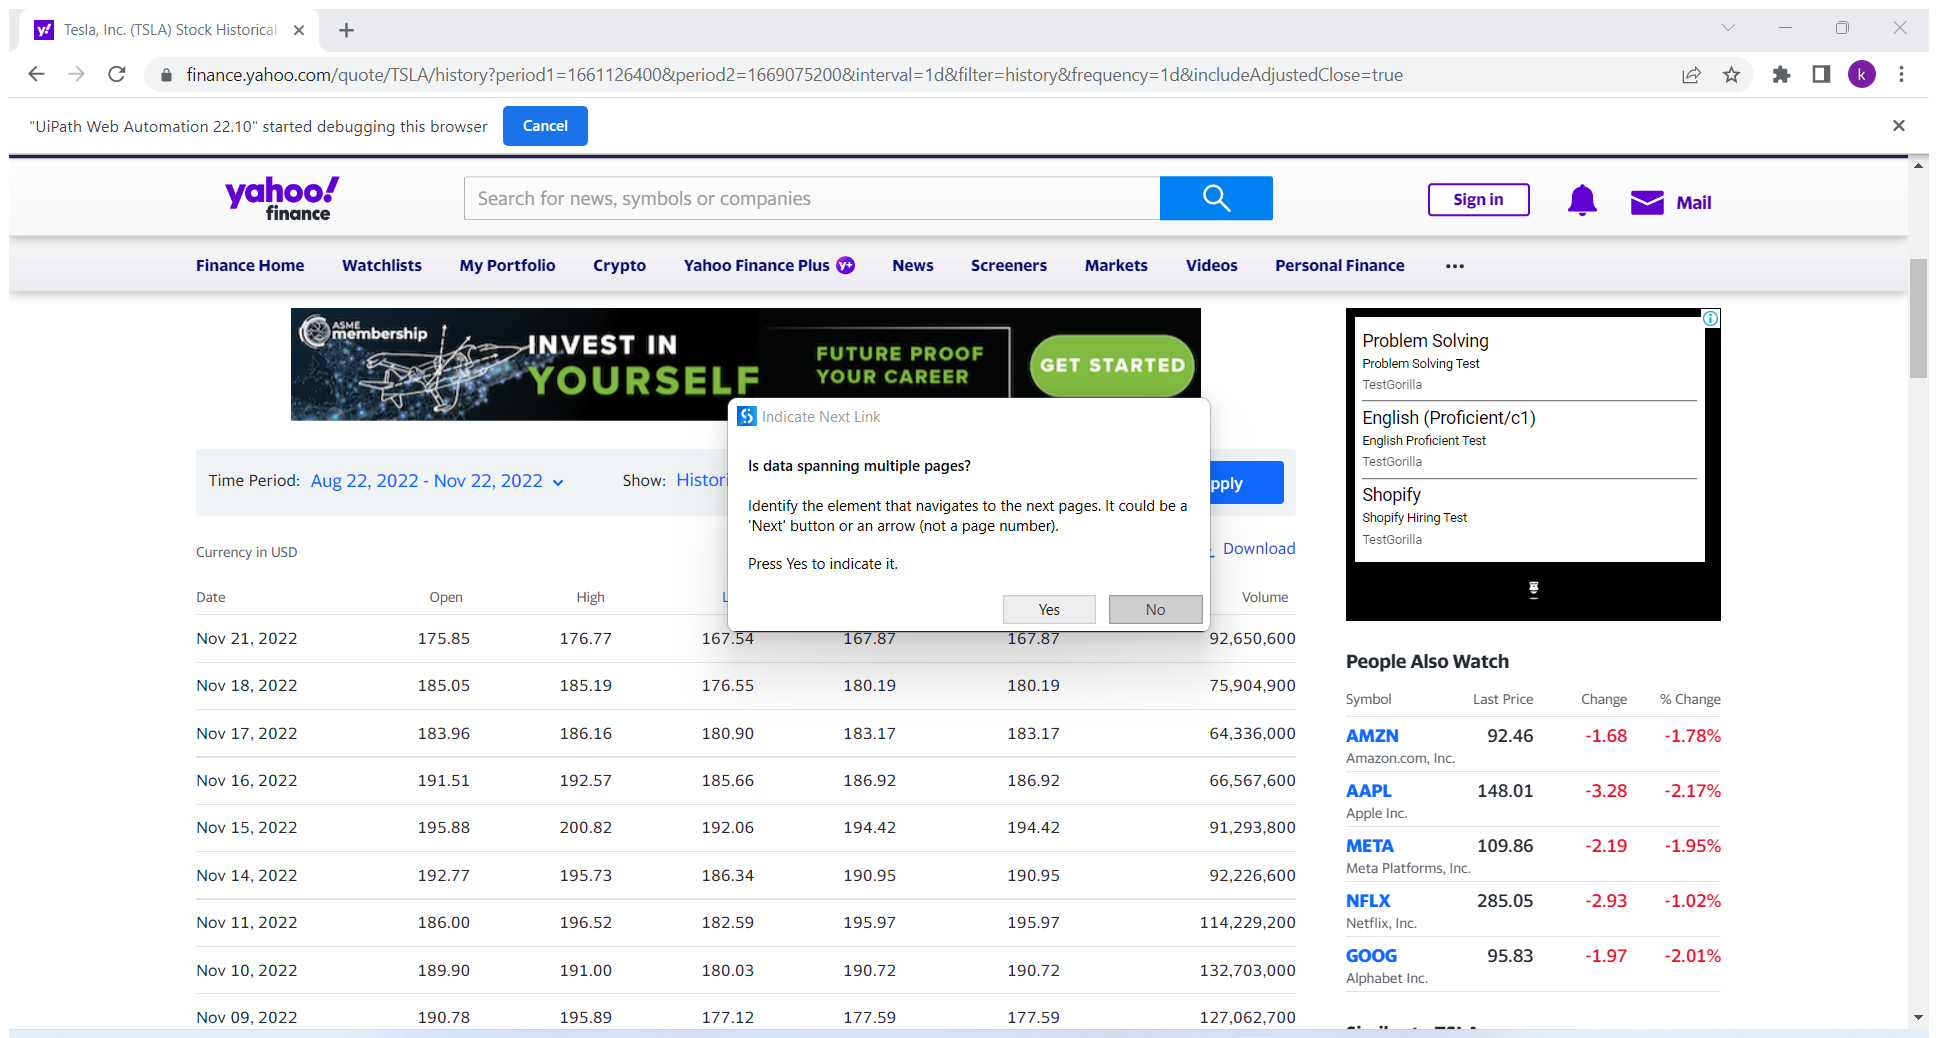 Tesla, Inc. (TSLA) Stock Historical
finance.yahoo.com/quote/TSLA/history?period1=1661126400&period2=1669075200&interval=1d&filter=history&frequency=1d&includeAdjustedClose=true
k
"UiPath Web Automation 22.10" started debugging this browser
Cancel
yahoo!
finance
Search for news, symbols or companies
Sign in
Mail
Finance Home Watchlists My Portfolio Crypto Yahoo Finance Plus y+ News Screeners Markets Videos Personal Finance ...
ASME
membership
INVEST IN
YOURSELF
FUTURE PROOF
YOUR CAREER
GET STARTED
Indicate Next Link
Is data spanning multiple pages?
Identify the element that navigates to the next pages. It could be a
'Next' button or an arrow (not a page number).
Press Yes to indicate it.
Yes No
Time Period: Aug 22, 2022 - Nov 22, 2022 Show: Histori pply
Currency in USD Download
Date Open High L Volume
Nov 21, 2022 175.85 176.77 167.54 167.87 167.87 92,650,600
Nov 18, 2022 185.05 185.19 176.55 180.19 180.19 75,904,900
Nov 17, 2022 183.96 186.16 180.90 183.17 183.17 64,336,000
Nov 16, 2022 191.51 192.57 185.66 186.92 186.92 66,567,600
Nov 15, 2022 195.88 200.82 192.06 194.42 194.42 91,293,800
Nov 14, 2022 192.77 195.73 186.34 190.95 190.95 92,226,600
Nov 11, 2022 186.00 196.52 182.59 195.97 195.97 114,229,200
Nov 10, 2022 189.90 191.00 180.03 190.72 190.72 132,703,000
Nov 09, 2022 190.78 195.89 177.12 177.59 177.59 127,062,700
Problem Solving
Problem Solving Test
TestGorilla
English (Proficient/c1)
English Proficient Test
TestGorilla
Shopify
Shopify Hiring Test
TestGorilla
People Also Watch
Symbol Last Price Change % Change
AMZN 92.46 -1.68 -1.78%
Amazon.com, Inc.
AAPL 148.01 -3.28 -2.17%
Apple Inc.
META 109.86 -2.19 -1.95%
Meta Platforms, Inc.
NFLX 285.05 -2.93 -1.02%
Netflix, Inc.
GOOG 95.83 -1.97 -2.01%
Alphabet Inc.